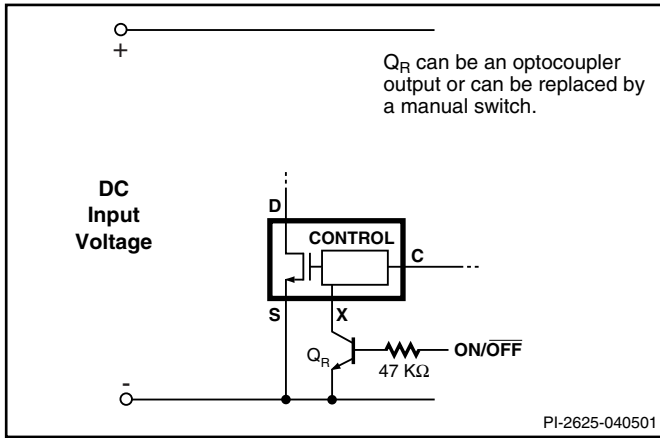 +
Q_R can be an optocoupler
output or can be replaced by
a manual switch.
DC
Input
Voltage
D
CONTROL
C
S
X
Q_R
47 KΩ
ON/O̅F̅F̅
-
PI-2625-040501